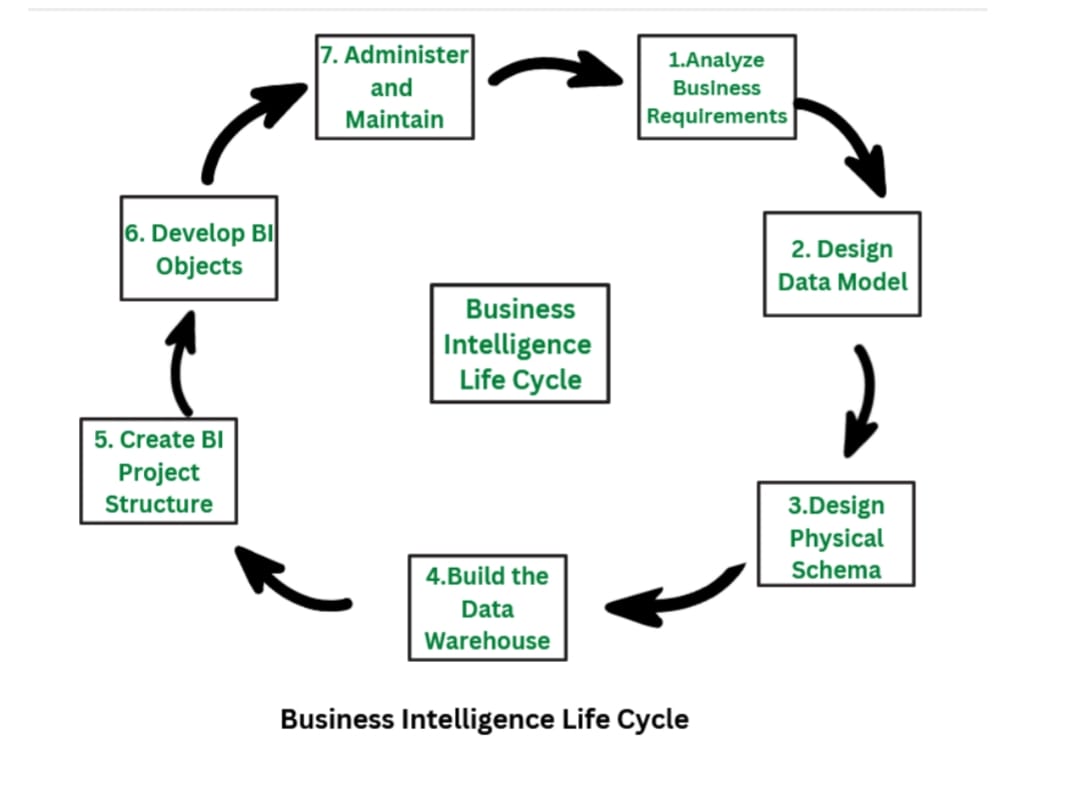 7. Administer
and
Maintain
1.Analyze
Business
Requirements
2. Design
Data Model
3.Design
Physical
Schema
4.Build the
Data
Warehouse
5. Create BI
Project
Structure
6. Develop BI
Objects
Business
Intelligence
Life Cycle
Business Intelligence Life Cycle